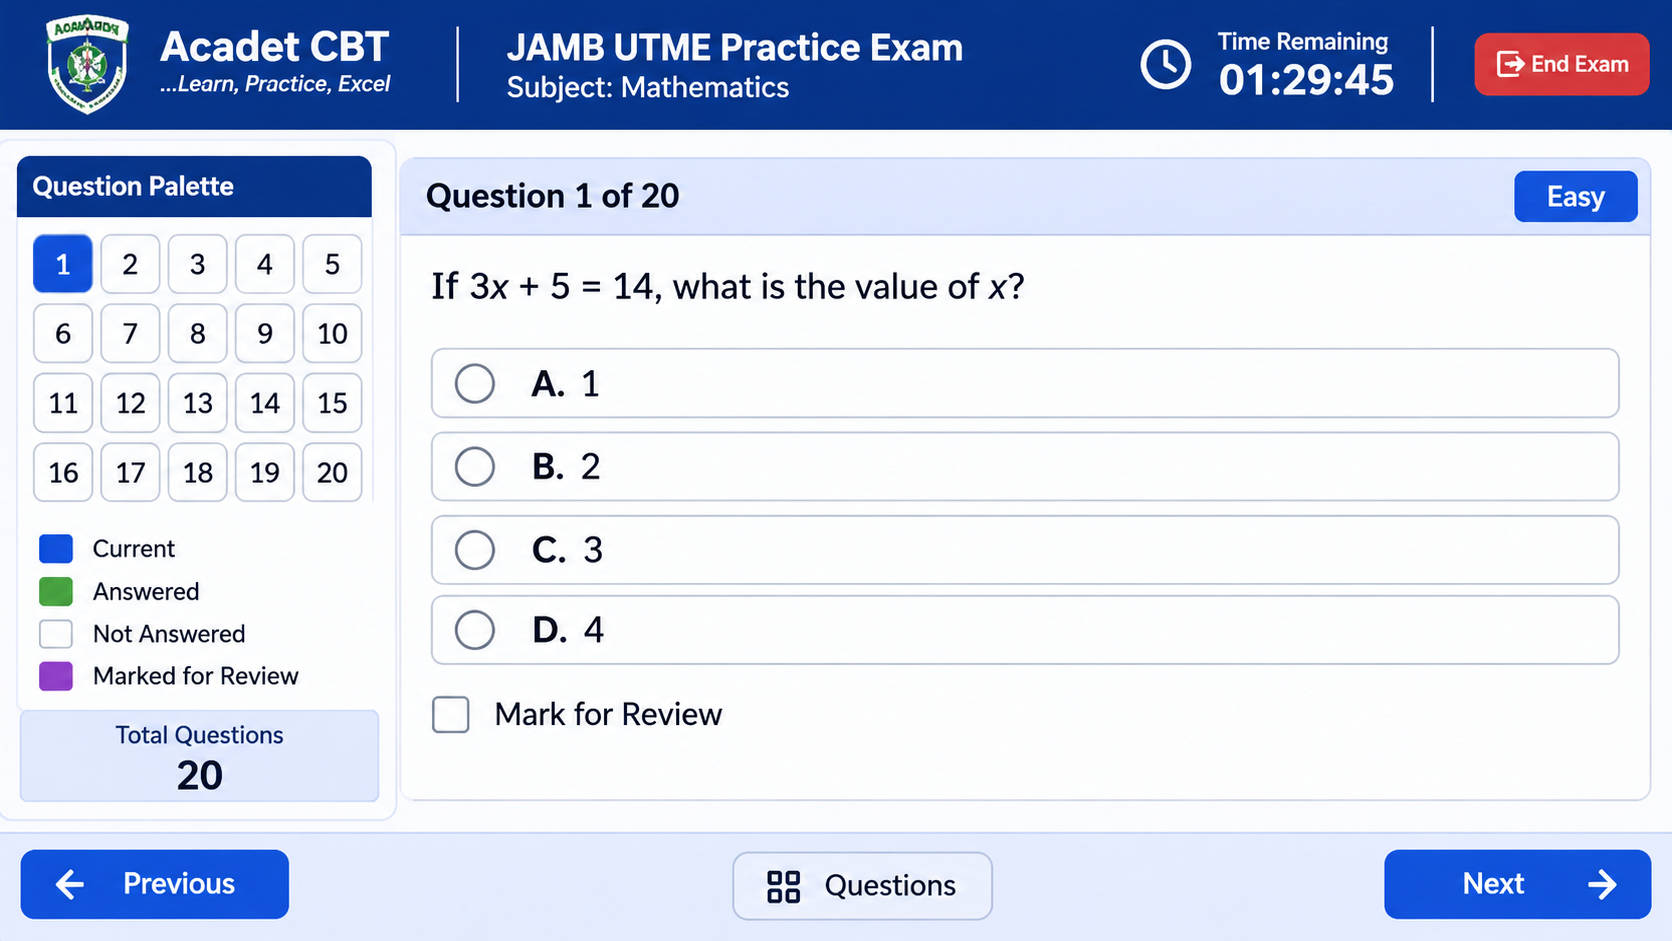 Acadet CBT
...Learn, Practice, Excel
JAMB UTME Practice Exam
Subject: Mathematics
Time Remaining
01:29:45
End Exam
Question Palette
1 2 3 4 5
6 7 8 9 10
11 12 13 14 15
16 17 18 19 20
Current
Answered
Not Answered
Marked for Review
Total Questions
20
Question 1 of 20
Easy
If 3x + 5 = 14, what is the value of x?
A. 1
B. 2
C. 3
D. 4
Mark for Review
Previous
Questions
Next